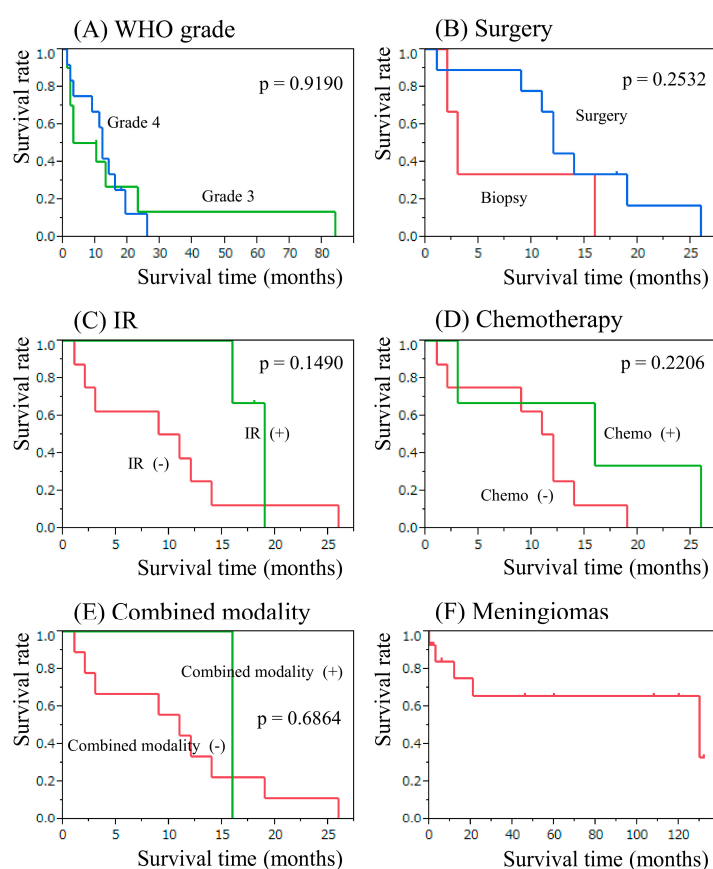 (A) WHO grade
Survival rate
1.0
0.8
0.6
0.4
0.2
0.0
p = 0.9190
Grade 4
Grade 3
0 10 20 30 40 50 60 70 80
Survival time (months)
(B) Surgery
Survival rate
1.0
0.8
0.6
0.4
0.2
0.0
p = 0.2532
Surgery
Biopsy
0 5 10 15 20 25
Survival time (months)
(C) IR
Survival rate
1.0
0.8
0.6
0.4
0.2
0.0
p = 0.1490
IR (+)
IR (-)
0 5 10 15 20 25
Survival time (months)
(D) Chemotherapy
Survival rate
1.0
0.8
0.6
0.4
0.2
0.0
p = 0.2206
Chemo (+)
Chemo (-)
0 5 10 15 20 25
Survival time (months)
(E) Combined modality
Survival rate
1.0
0.8
0.6
0.4
0.2
0.0
Combined modality (+)
p = 0.6864
Combined modality (-)
0 5 10 15 20 25
Survival time (months)
(F) Meningiomas
Survival rate
1.0
0.8
0.6
0.4
0.2
0.0
0 20 40 60 80 100 120
Survival time (months)